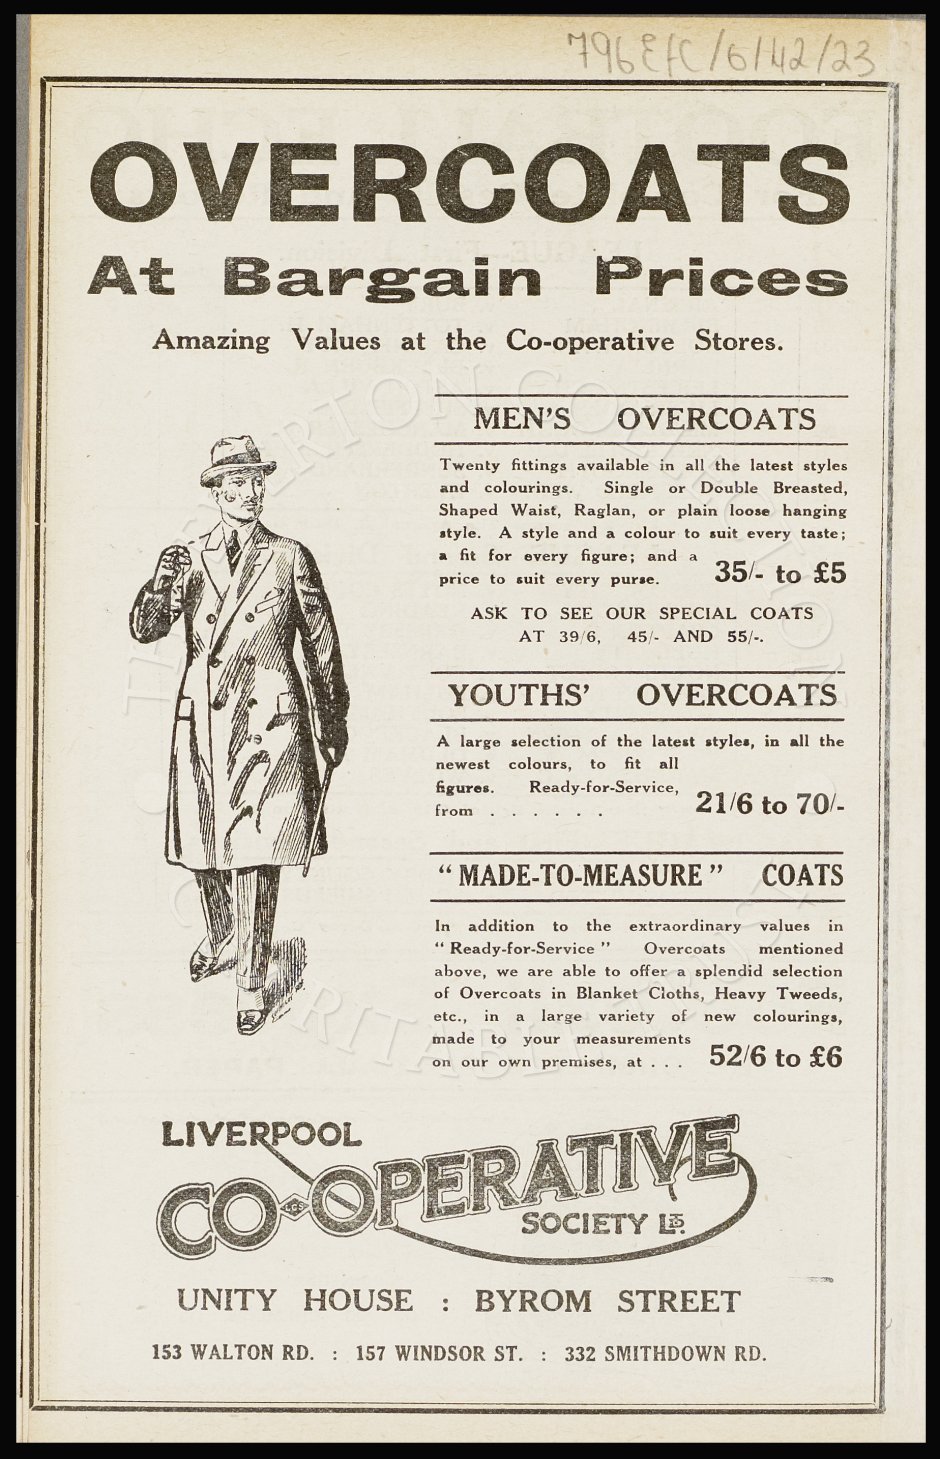 796EFC/6/42/23
OVERCOATS
At Bargain Prices
Amazing Values at the Co-operative Stores.
MEN'S OVERCOATS
Twenty fittings available in all the latest styles
and colourings. Single or Double Breasted,
Shaped Waist, Raglan, or plain loose hanging
style. A style and a colour to suit every taste;
a fit for every figure; and a
price to suit every purse. 35/- to £5
ASK TO SEE OUR SPECIAL COATS
AT 39/6, 45/- AND 55/-.
YOUTHS' OVERCOATS
A large selection of the latest styles, in all the
newest colours, to fit all
figures. Ready-for-Service,
from . . . . . . 21/6 to 70/-
"MADE-TO-MEASURE" COATS
In addition to the extraordinary values in
"Ready-for-Service" Overcoats mentioned
above, we are able to offer a splendid selection
of Overcoats in Blanket Cloths, Heavy Tweeds,
etc., in a large variety of new colourings,
made to your measurements
on our own premises, at . . . 52/6 to £6
LIVERPOOL
CO-OPERATIVE
LCS
SOCIETY LTD.
UNITY HOUSE : BYROM STREET
153 WALTON RD. : 157 WINDSOR ST. : 332 SMITHDOWN RD.
THE EVERTON COLLECTION
CHARITABLE TRUST